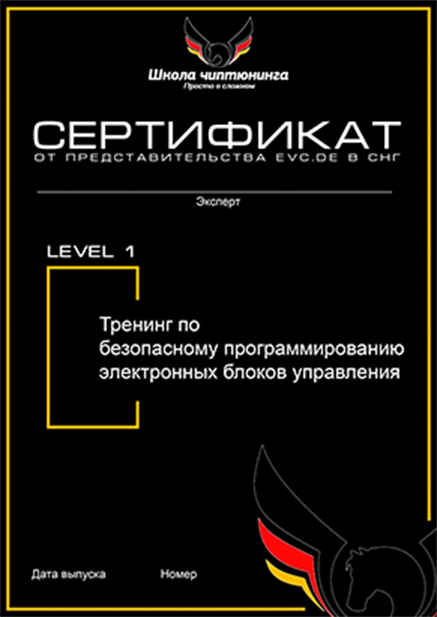 Школа чиптюнинга
Просто о сложном
СЕРТИФИКАТ
ОТ ПРЕДСТАВИТЕЛЬСТВА EVC.DE В СНГ
Эксперт
LEVEL 1
Тренинг по
безопасному программированию
электронных блоков управления
Дата выпуска Номер